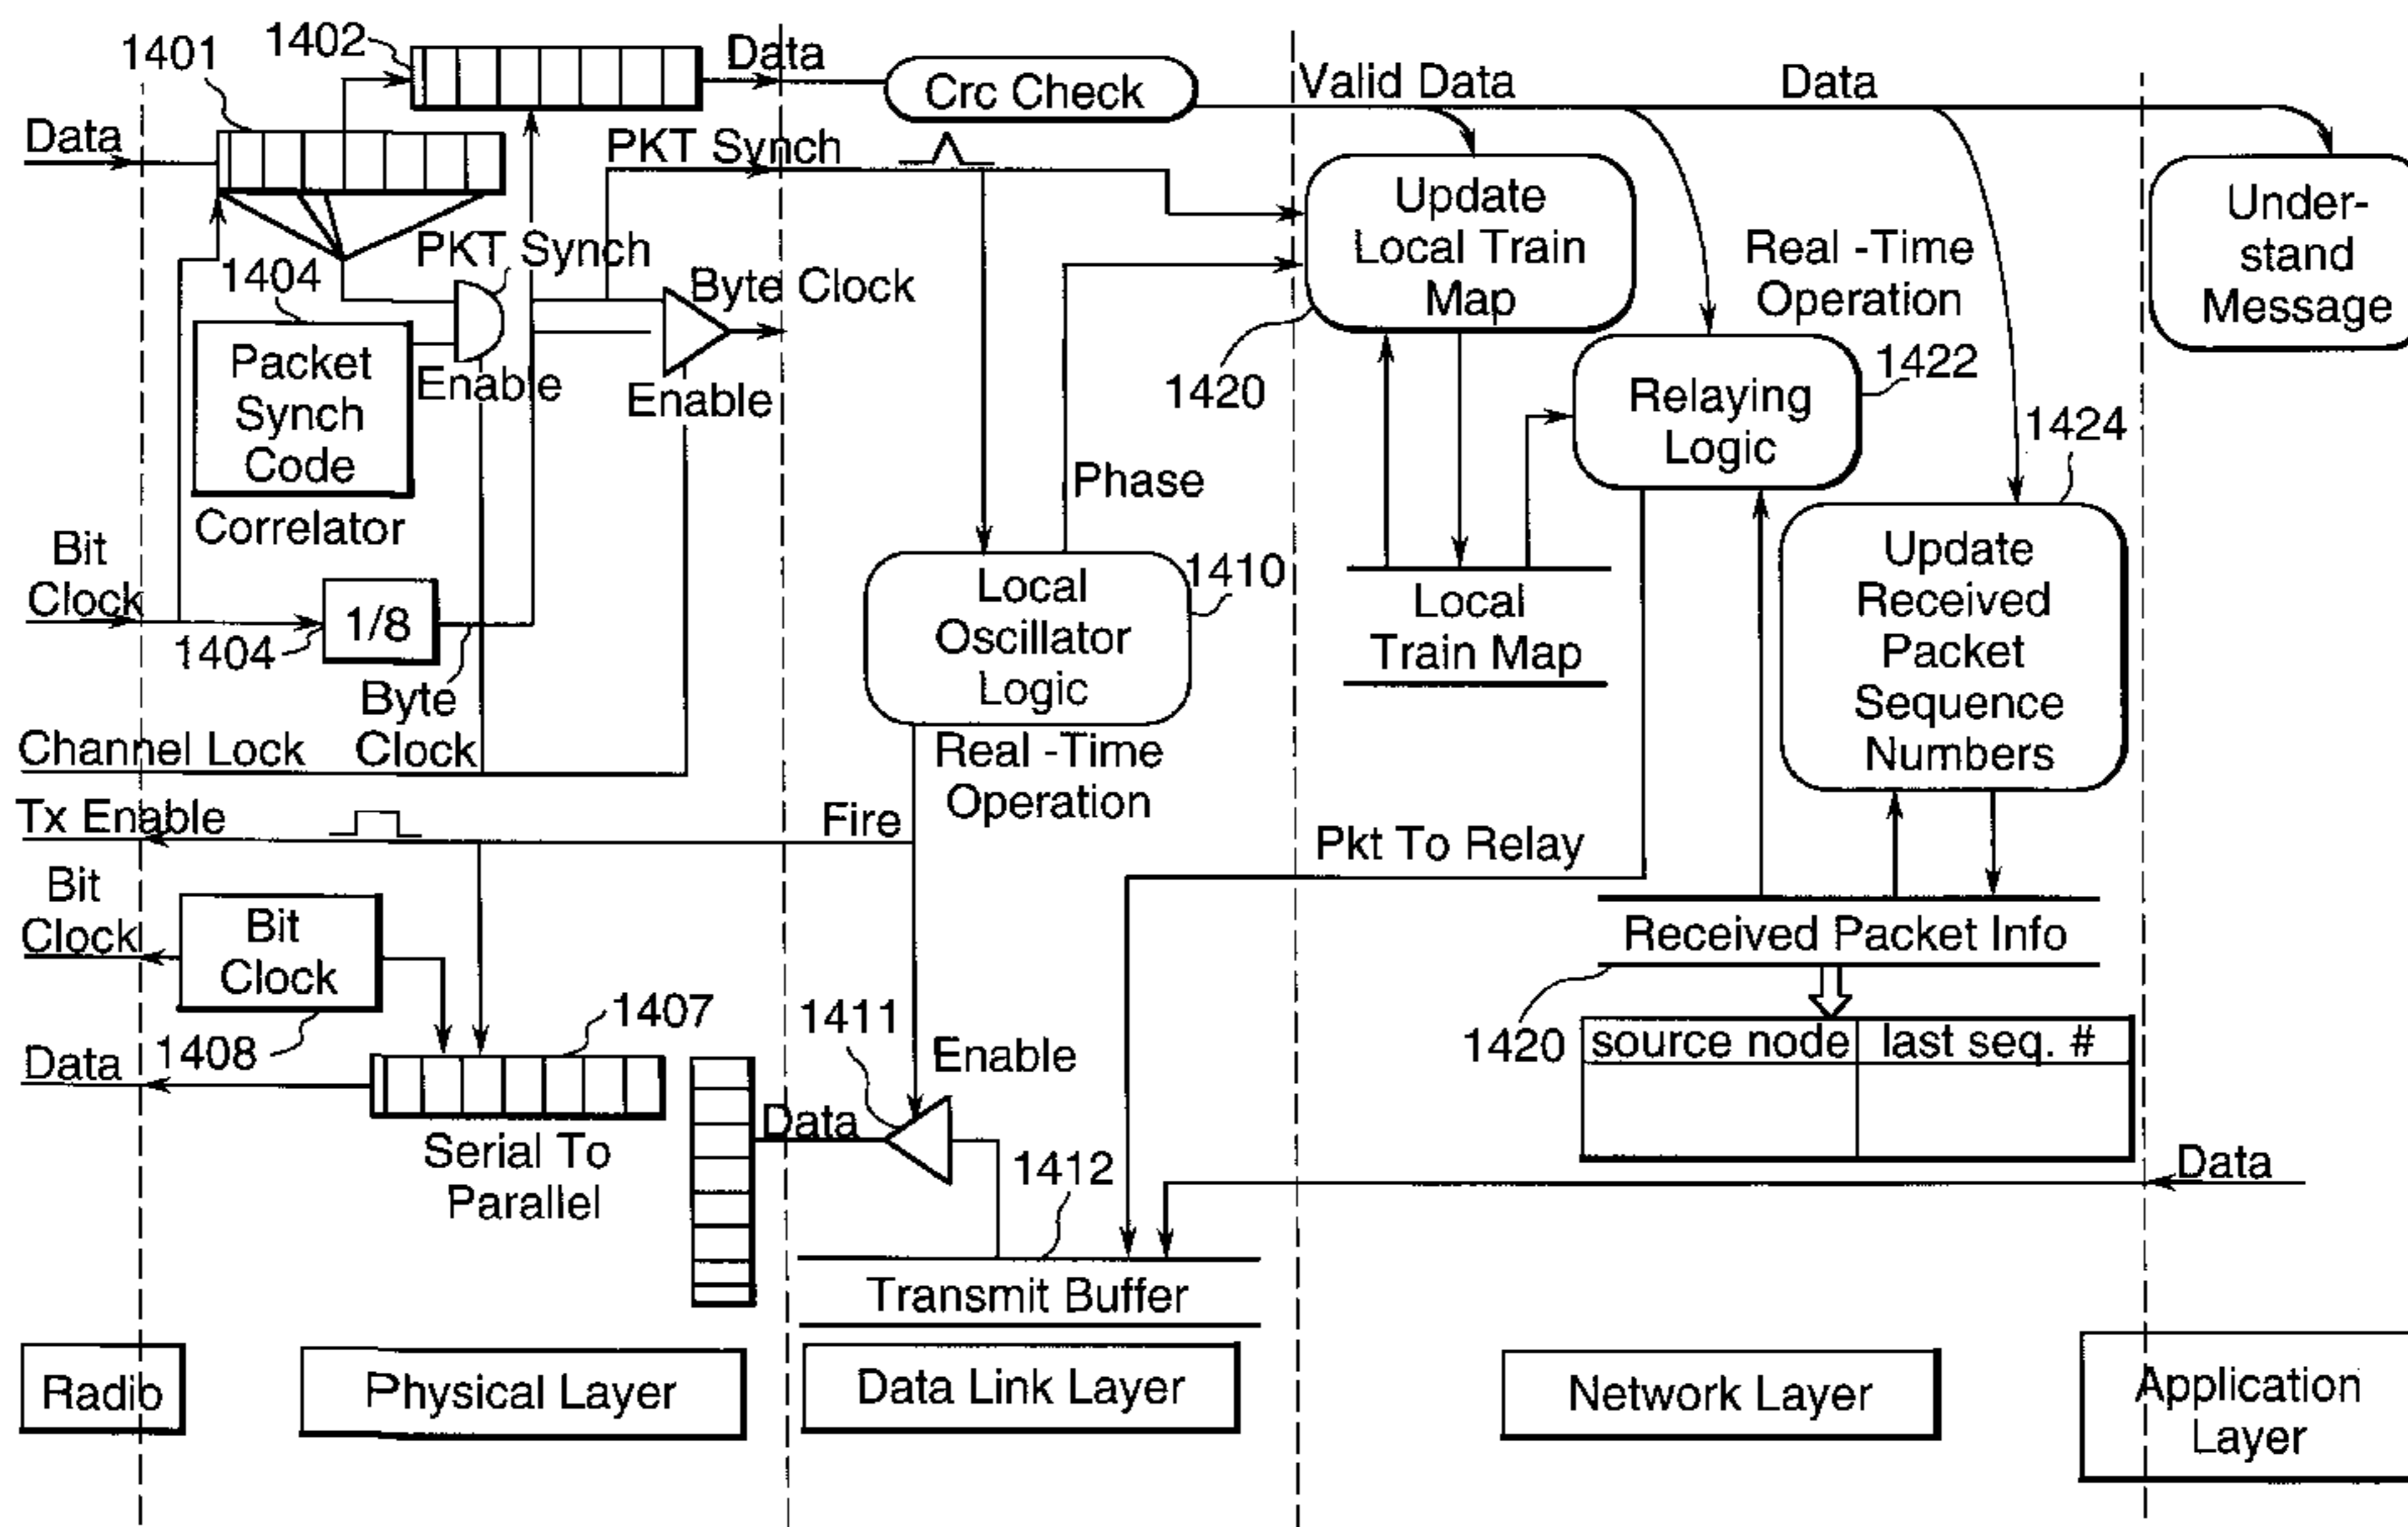 1401
1402
Data
Crc Check
Valid Data
Data
Data
PKT Synch
Update
Local Train
Map
Under-
stand
Message
PKT Synch
1404
Byte Clock
Real -Time
Operation
Packet
Synch
Code
Enable
Enable
1420
1422
Relaying
Logic
1424
Correlator
Phase
Bit
Clock
1/8
1404
Byte
Clock
Local
Oscillator
Logic
1410
Local
Train Map
Update
Received
Packet
Sequence
Numbers
Channel Lock
Real -Time
Operation
Tx Enable
Fire
Pkt To Relay
Bit
Clock
Bit
Clock
Received Packet Info
1408
1407
1411
Enable
1420
source node
last seq. #
Data
Serial To
Parallel
Data
1412
Data
Transmit Buffer
Radio
Physical Layer
Data Link Layer
Network Layer
Application
Layer